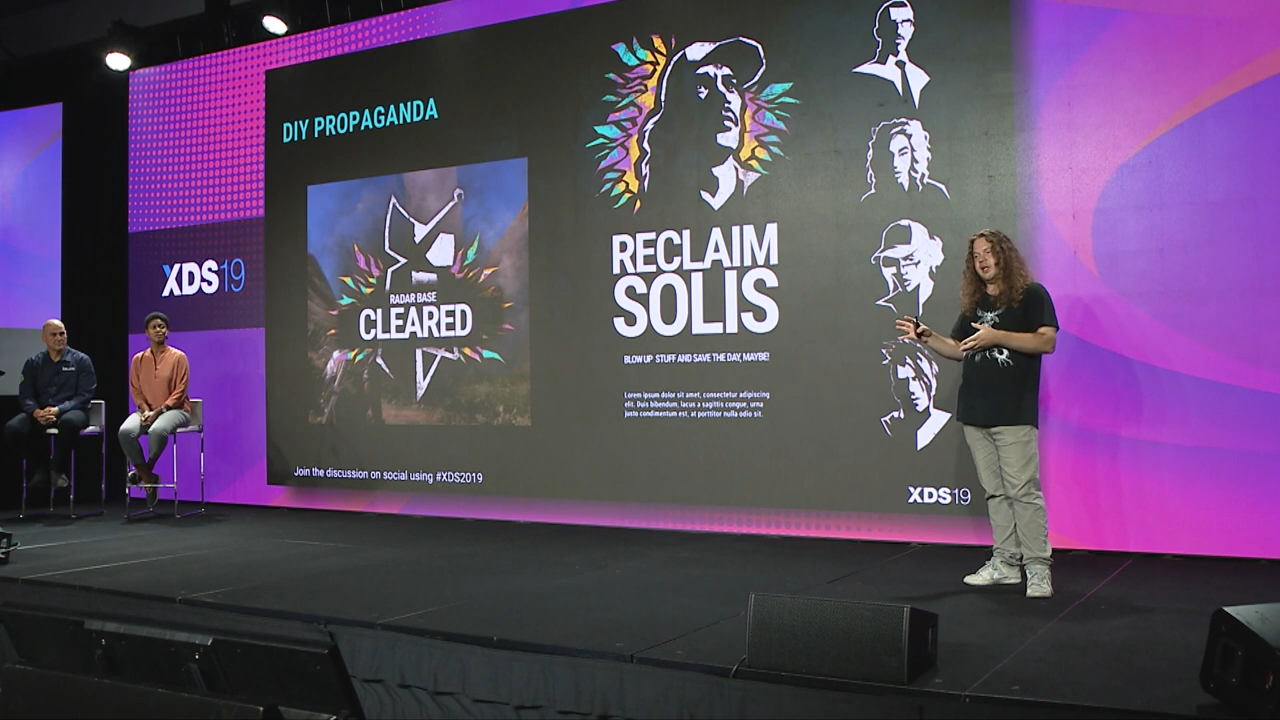 XDS19
DIY PROPAGANDA
RADAR BASE
CLEARED
Join the discussion on social using #XDS2019
RECLAIM
SOLIS
BLOW UP STUFF AND SAVE THE DAY, MAYBE!
Lorem ipsum dolor sit amet, consectetur adipiscing
elit. Duis bibendum, lacus a sagittis congue, urna
justo condimentum est, at porttitor nulla odio sit.
XDS19